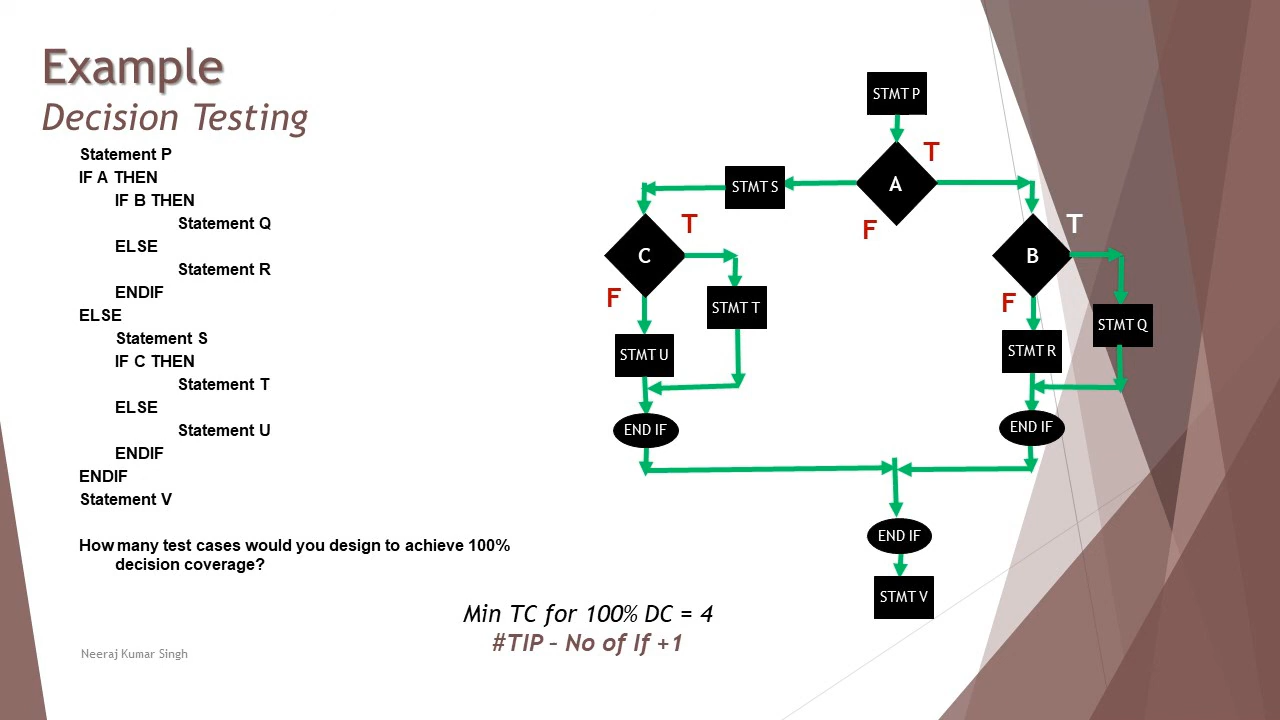 Example
Decision Testing
Statement P
IF A THEN
IF B THEN
Statement Q
ELSE
Statement R
ENDIF
ELSE
Statement S
IF C THEN
Statement T
ELSE
Statement U
ENDIF
ENDIF
Statement V
How many test cases would you design to achieve 100%
decision coverage?
Min TC for 100% DC = 4
#TIP – No of If +1
Neeraj Kumar Singh
STMT P
T
A
STMT S
F
T
C
T
B
F
STMT T
F
STMT Q
STMT U
STMT R
END IF
END IF
END IF
STMT V